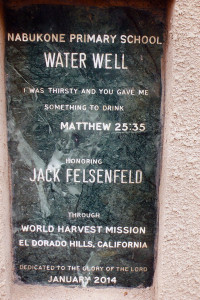 NABUKONE PRIMARY SCHOOL
WATER WELL
I WAS THIRSTY AND YOU GAVE ME
SOMETHING TO DRINK
MATTHEW 25:35
HONORING
JACK FELSENFELD
THROUGH
WORLD HARVEST MISSION
EL DORADO HILLS, CALIFORNIA
DEDICATED TO THE GLORY OF THE LORD
JANUARY 2014